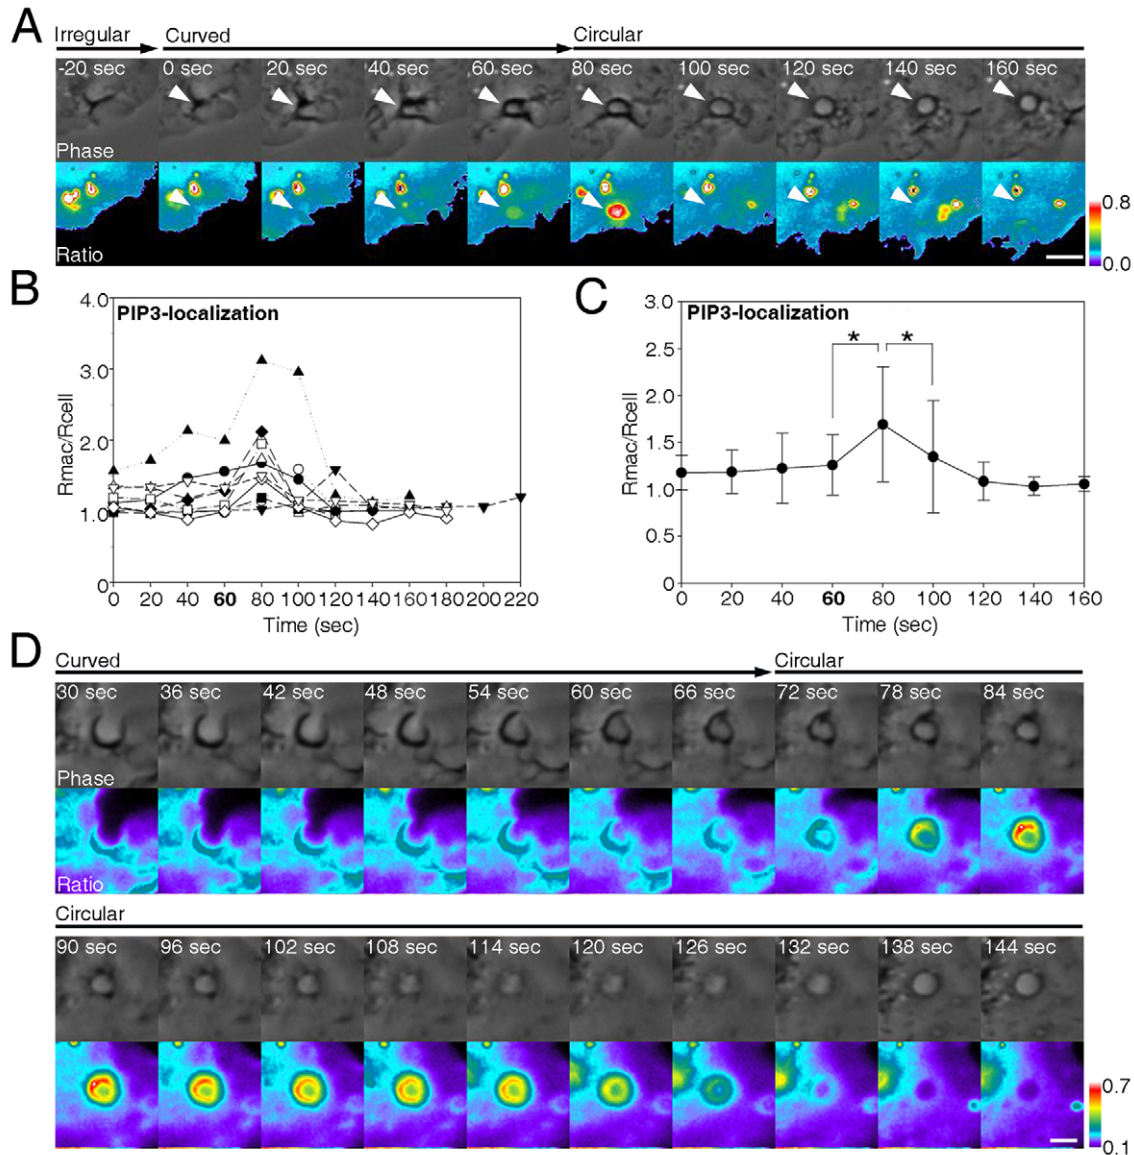 A
Irregular Curved Circular
-20 sec 0 sec 20 sec 40 sec 60 sec 80 sec 100 sec 120 sec 140 sec 160 sec
Phase
Ratio
0.8
0.0
B
PIP3-localization
Rmac/Rcell
4.0
3.0
2.0
1.0
0
0 20 40 60 80 100 120 140 160 180 200 220
Time (sec)
C
PIP3-localization
Rmac/Rcell
3.0
2.5
2.0
1.5
1.0
0.5
0
* *
0 20 40 60 80 100 120 140 160
Time (sec)
D
Curved Circular
30 sec 36 sec 42 sec 48 sec 54 sec 60 sec 66 sec 72 sec 78 sec 84 sec
Phase
Ratio
Circular
90 sec 96 sec 102 sec 108 sec 114 sec 120 sec 126 sec 132 sec 138 sec 144 sec
0.7
0.1